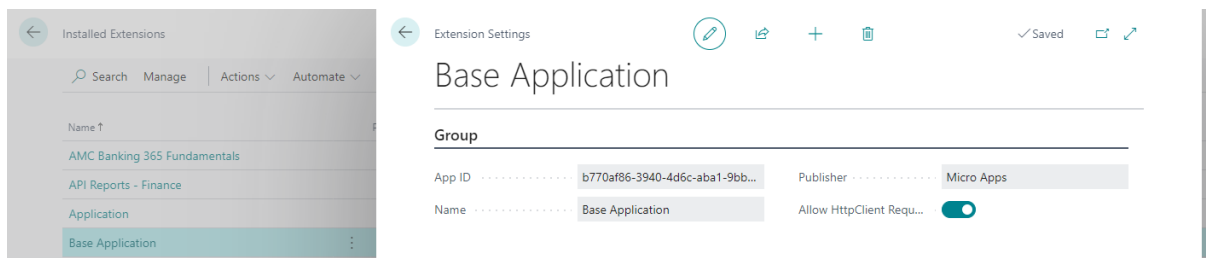 Installed Extensions
Search Manage Actions Automate
Name
AMC Banking 365 Fundamentals
API Reports - Finance
Application
Base Application
Extension Settings
Saved
Base Application
Group
App ID b770af86-3940-4d6c-aba1-9bb... Publisher Micro Apps
Name Base Application Allow HttpClient Requ...